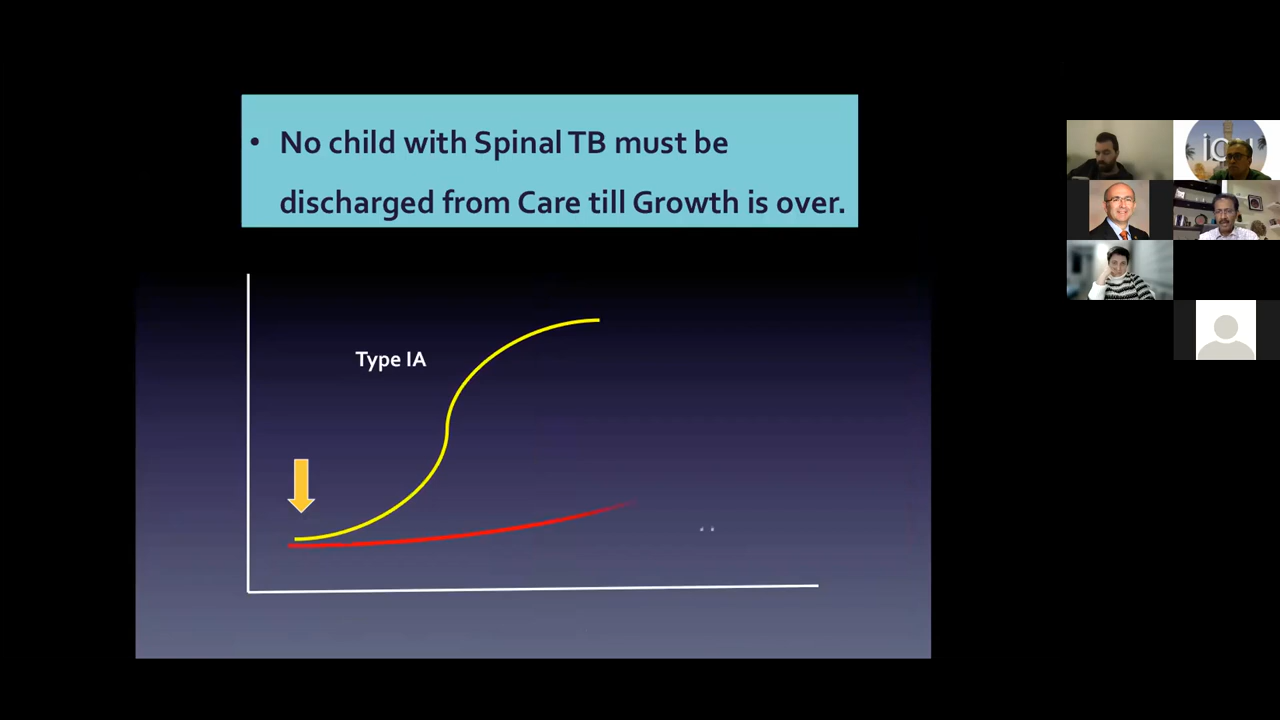 • No child with Spinal TB must be
discharged from Care till Growth is over.
Type IA